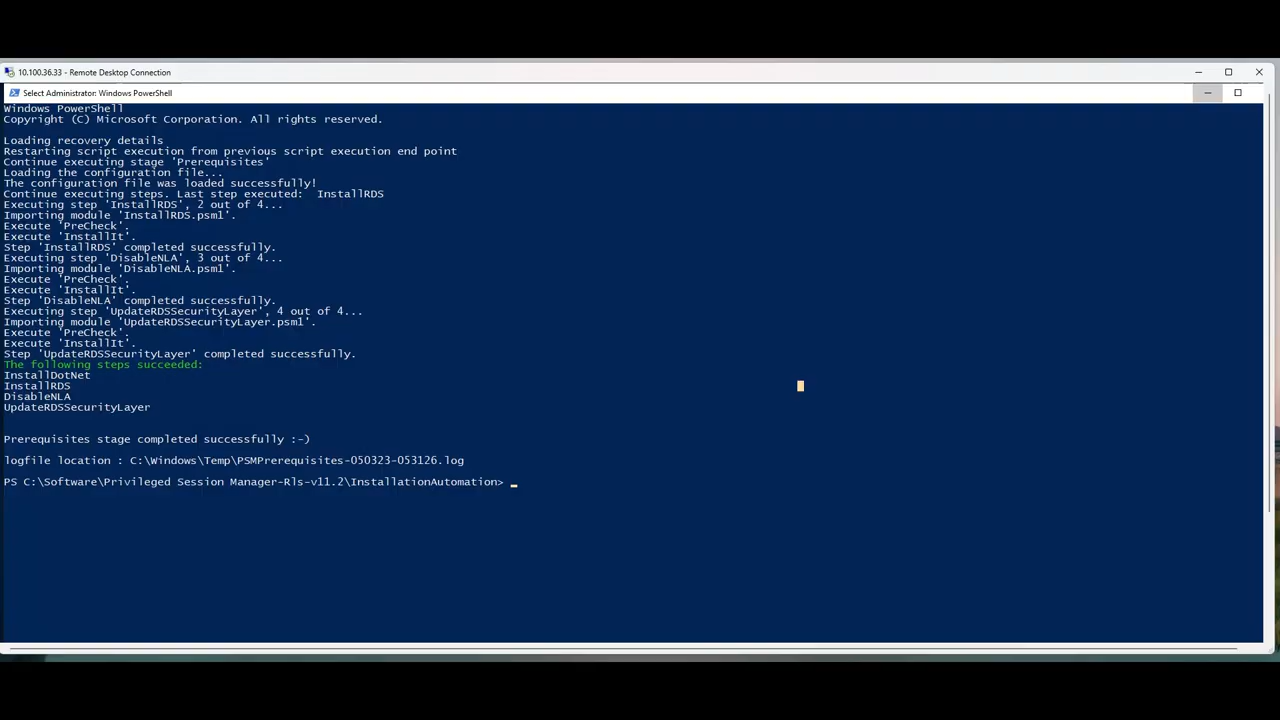 10.100.36.33 - Remote Desktop Connection
Select Administrator: Windows PowerShell
Windows PowerShell
Copyright (C) Microsoft Corporation. All rights reserved.
Loading recovery details
Restarting script execution from previous script execution end point
Continue executing stage 'Prerequisites'
Loading the configuration file...
The configuration file was loaded successfully!
Continue executing steps. Last step executed:  InstallRDS
Executing step 'InstallRDS', 2 out of 4...
Importing module 'InstallRDS.psm1'.
Execute 'PreCheck'.
Execute 'InstallIt'.
Step 'InstallRDS' completed successfully.
Executing step 'DisableNLA', 3 out of 4...
Importing module 'DisableNLA.psm1'.
Execute 'PreCheck'.
Execute 'InstallIt'.
Step 'DisableNLA' completed successfully.
Executing step 'UpdateRDSSecurityLayer', 4 out of 4...
Importing module 'UpdateRDSSecurityLayer.psm1'.
Execute 'PreCheck'.
Execute 'InstallIt'.
Step 'UpdateRDSSecurityLayer' completed successfully.
The following steps succeeded:
InstallDotNet
InstallRDS
DisableNLA
UpdateRDSSecurityLayer
Prerequisites stage completed successfully :-)
logfile location : C:\Windows\Temp\PSMPrerequisites-050323-053126.log
PS C:\Software\Privileged Session Manager-Rls-v11.2\InstallationAutomation>